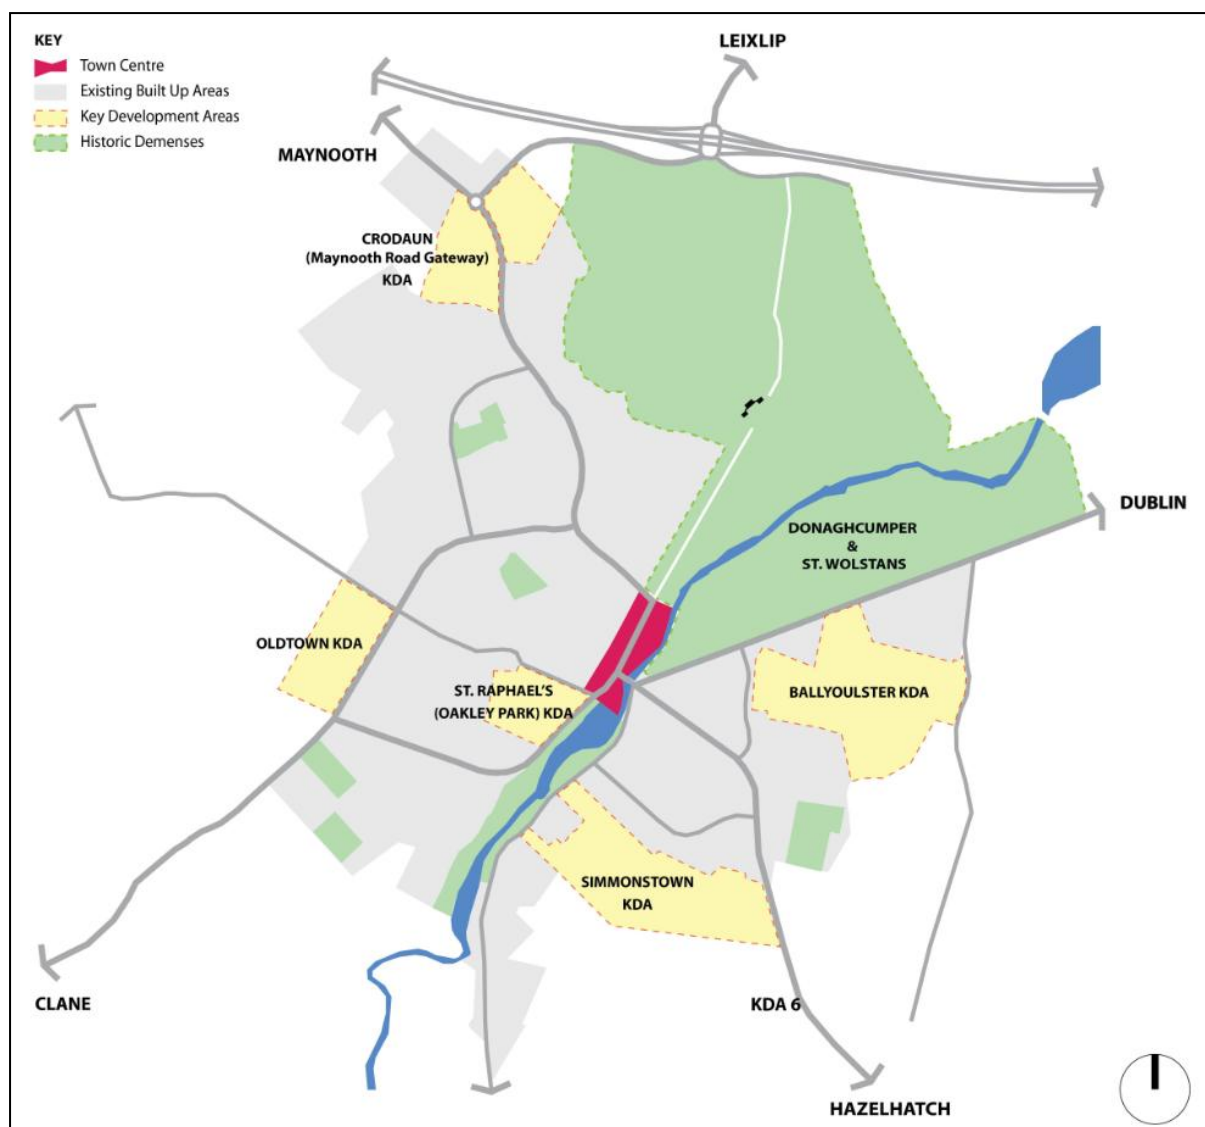 KEY
Town Centre
Existing Built Up Areas
Key Development Areas
Historic Demenses
LEIXLIP
MAYNOOTH
CRODAUN
(Maynooth Road Gateway)
KDA
DUBLIN
DONAGHCUMPER
&
ST. WOLSTANS
OLDTOWN KDA
ST. RAPHAEL'S
(OAKLEY PARK) KDA
BALLYOULSTER KDA
SIMMONSTOWN
KDA
CLANE
KDA 6
HAZELHATCH